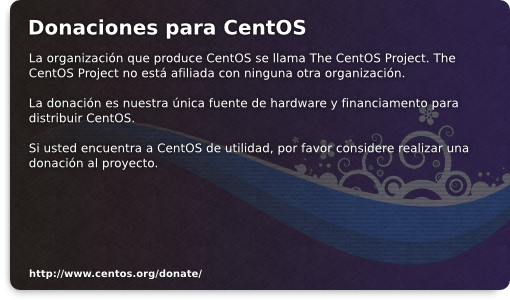 Donaciones para CentOS
La organización que produce CentOS se llama The CentOS Project. The
CentOS Project no está afiliada con ninguna otra organización.
La donación es nuestra única fuente de hardware y financiamento para
distribuir CentOS.
Si usted encuentra a CentOS de utilidad, por favor considere realizar una
donación al proyecto.
http://www.centos.org/donate/